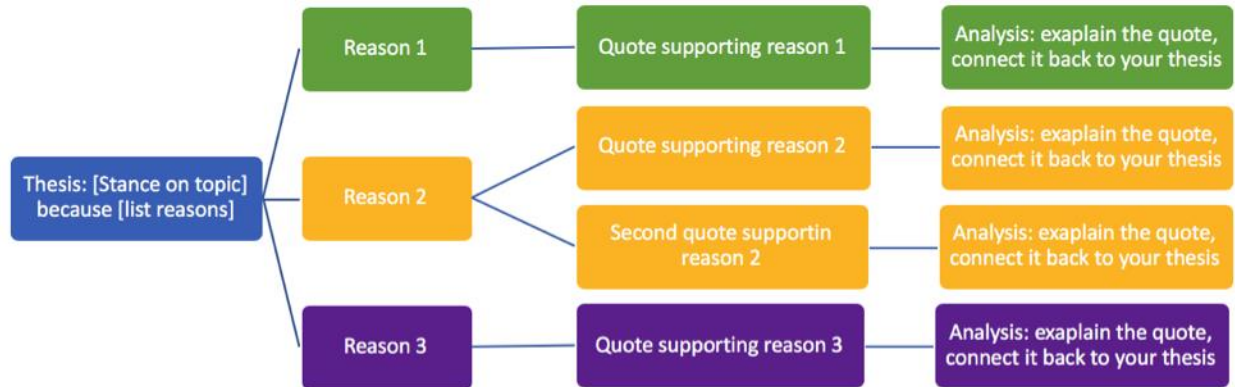 Thesis: [Stance on topic]
because [list reasons]
Reason 1
Quote supporting reason 1
Analysis: exaplain the quote,
connect it back to your thesis
Reason 2
Quote supporting reason 2
Analysis: exaplain the quote,
connect it back to your thesis
Second quote supportin
reason 2
Analysis: exaplain the quote,
connect it back to your thesis
Reason 3
Quote supporting reason 3
Analysis: exaplain the quote,
connect it back to your thesis